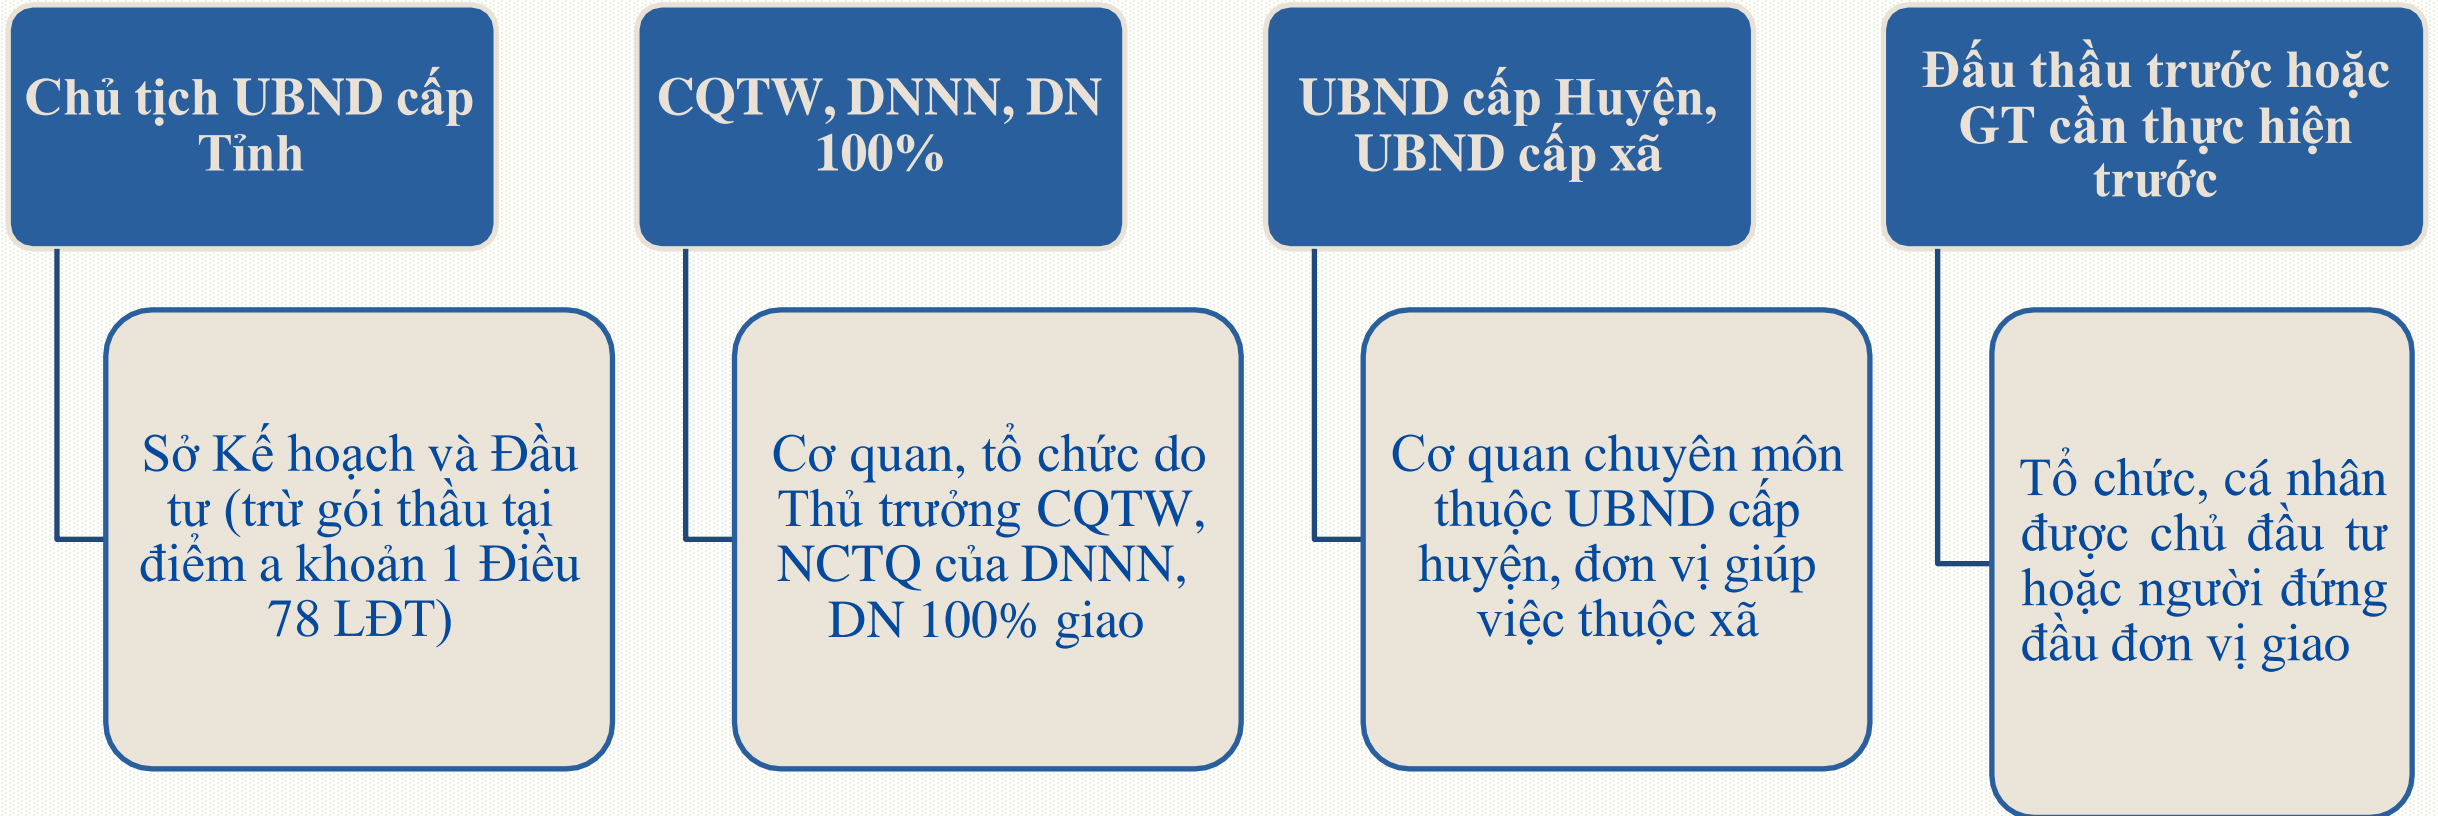 Chủ tịch UBND cấp
Tỉnh
Sở Kế hoạch và Đầu
tư (trừ gói thầu tại
điểm a khoản 1 Điều
78 LĐT)
CQTW, DNNN, DN
100%
Cơ quan, tổ chức do
Thủ trưởng CQTW,
NCTQ của DNNN,
DN 100% giao
UBND cấp Huyện,
UBND cấp xã
Cơ quan chuyên môn
thuộc UBND cấp
huyện, đơn vị giúp
việc thuộc xã
Đấu thầu trước hoặc
GT cần thực hiện
trước
Tổ chức, cá nhân
được chủ đầu tư
hoặc người đứng
đầu đơn vị giao